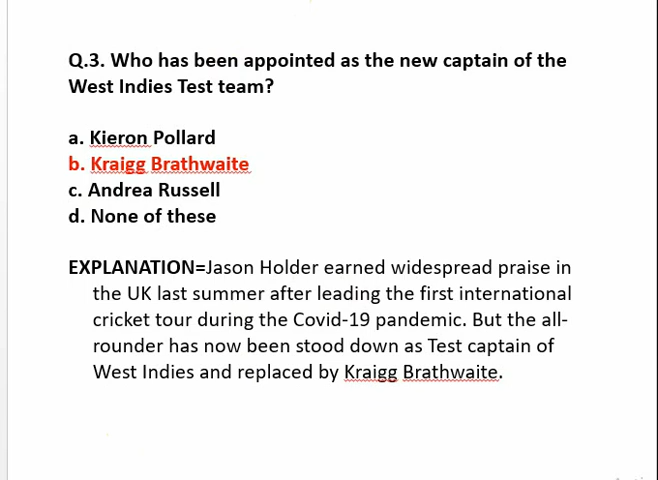 Q.3. Who has been appointed as the new captain of the
West Indies Test team?
a. Kieron Pollard
b. Kraigg Brathwaite
c. Andrea Russell
d. None of these
EXPLANATION=Jason Holder earned widespread praise in
the UK last summer after leading the first international
cricket tour during the Covid-19 pandemic. But the all-
rounder has now been stood down as Test captain of
West Indies and replaced by Kraigg Brathwaite.